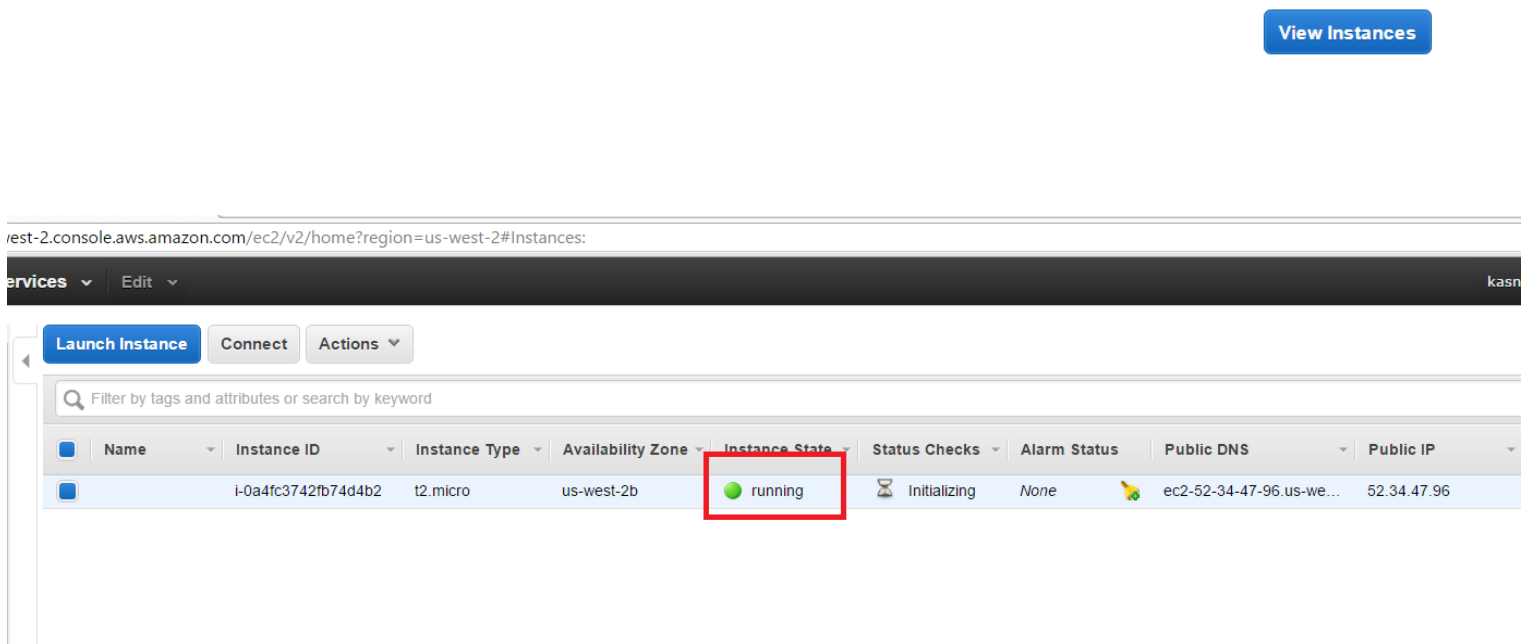 View Instances
vest-2.console.aws.amazon.com/ec2/v2/home?region=us-west-2#Instances:
ervices Edit kasn
Launch Instance Connect Actions
Filter by tags and attributes or search by keyword
Name Instance ID Instance Type Availability Zone Instance State Status Checks Alarm Status Public DNS Public IP
i-0a4fc3742fb74d4b2 t2.micro us-west-2b running Initializing None ec2-52-34-47-96.us-we... 52.34.47.96